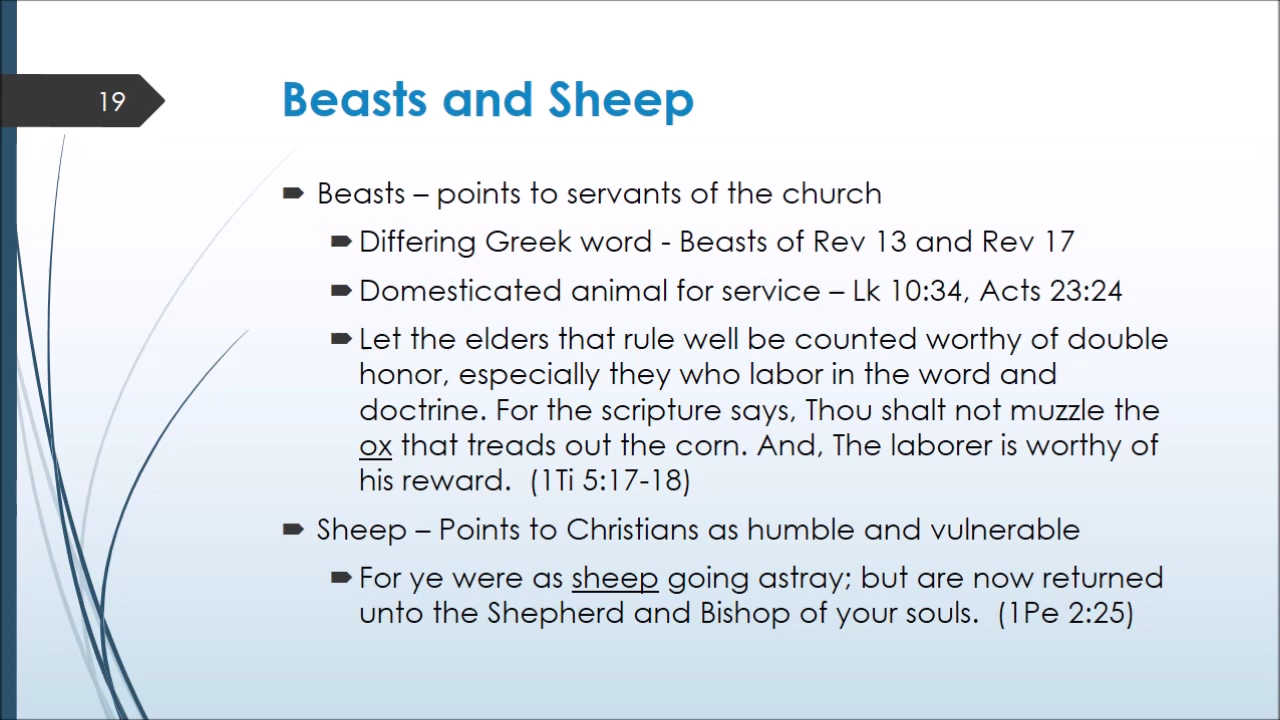 19
Beasts and Sheep
Beasts – points to servants of the church
Differing Greek word - Beasts of Rev 13 and Rev 17
Domesticated animal for service – Lk 10:34, Acts 23:24
Let the elders that rule well be counted worthy of double
honor, especially they who labor in the word and
doctrine. For the scripture says, Thou shalt not muzzle the
ox that treads out the corn. And, The laborer is worthy of
his reward.  (1Ti 5:17-18)
Sheep – Points to Christians as humble and vulnerable
For ye were as sheep going astray; but are now returned
unto the Shepherd and Bishop of your souls.  (1Pe 2:25)